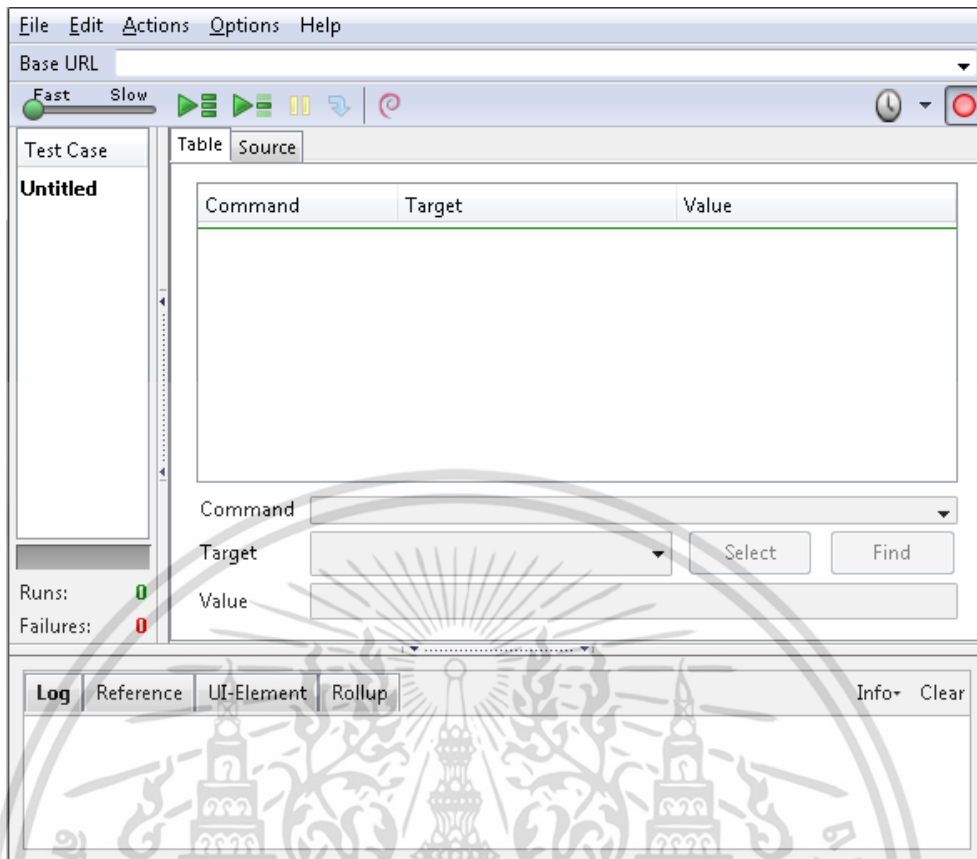 File Edit Actions Options Help
Base URL
Fast Slow
Test Case
Table Source
Untitled
Command Target Value
Command
Target Select Find
Value
Runs: 0
Failures: 0
Log Reference UI-Element Rollup Info Clear